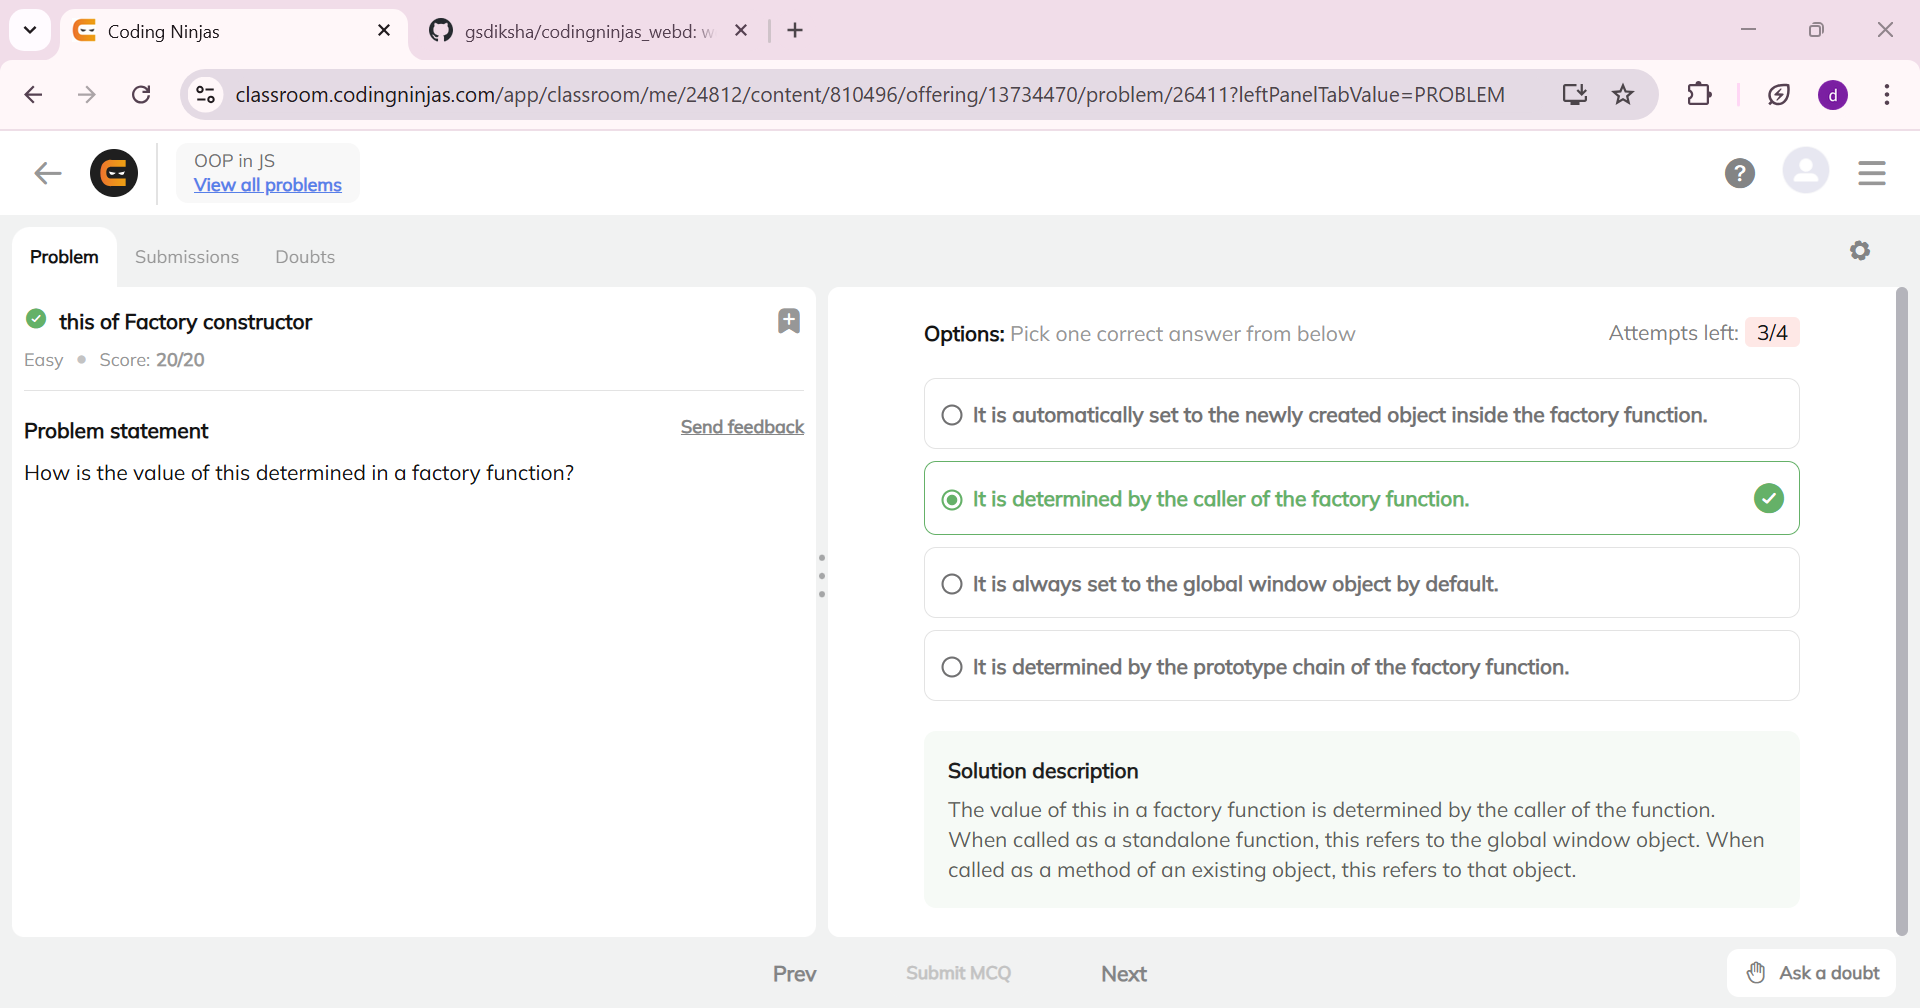 Coding Ninjas
gsdiksha/codingninjas_webd: w
classroom.codingninjas.com/app/classroom/me/24812/content/810496/offering/13734470/problem/26411?leftPanelTabValue=PROBLEM
d
OOP in JS
View all problems
?
Problem
Submissions
Doubts
this of Factory constructor
Easy
Score: 20/20
Problem statement
Send feedback
How is the value of this determined in a factory function?
Options: Pick one correct answer from below
Attempts left: 3/4
It is automatically set to the newly created object inside the factory function.
It is determined by the caller of the factory function.
It is always set to the global window object by default.
It is determined by the prototype chain of the factory function.
Solution description
The value of this in a factory function is determined by the caller of the function.
When called as a standalone function, this refers to the global window object. When
called as a method of an existing object, this refers to that object.
Prev
Submit MCQ
Next
Ask a doubt